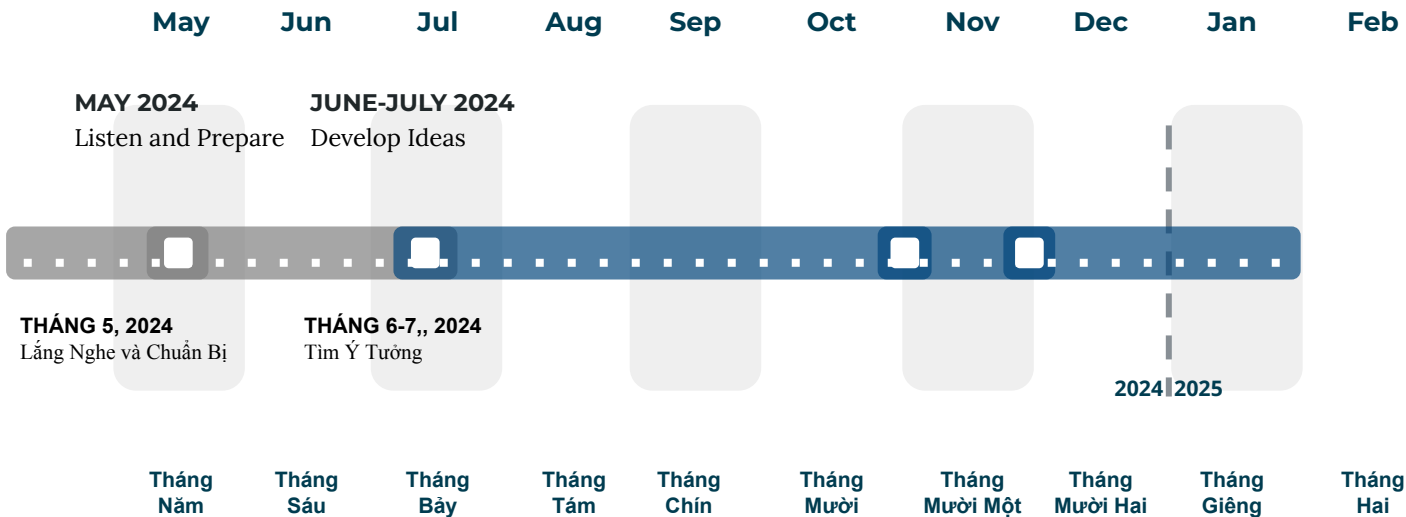 May Jun Jul Aug Sep Oct Nov Dec Jan Feb
MAY 2024
Listen and Prepare
JUNE-JULY 2024
Develop Ideas
THÁNG 5, 2024
Lắng Nghe và Chuẩn Bị
THÁNG 6-7,, 2024
Tìm Ý Tưởng
2024 2025
Tháng Năm
Tháng Sáu
Tháng Bảy
Tháng Tám
Tháng Chín
Tháng Mười
Tháng Mười Một
Tháng Mười Hai
Tháng Giêng
Tháng Hai